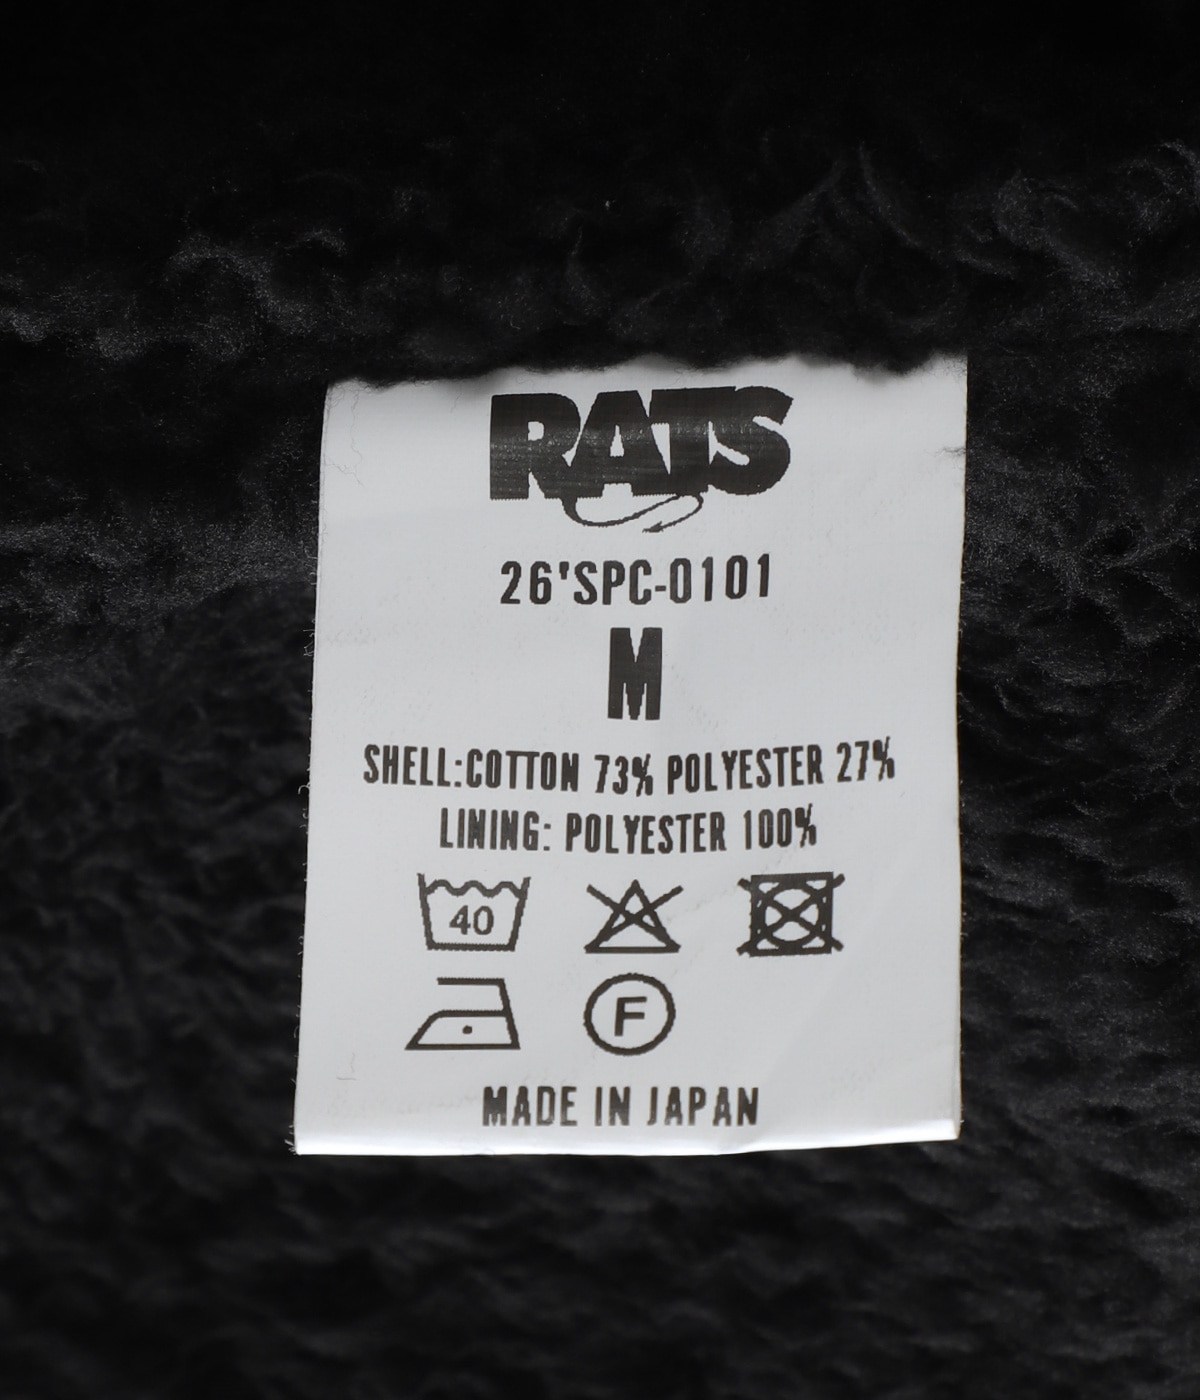 RATS
26'SPC-0101
M
SHELL:COTTON 73% POLYESTER 27%
LINING: POLYESTER 100%
40
F
MADE IN JAPAN